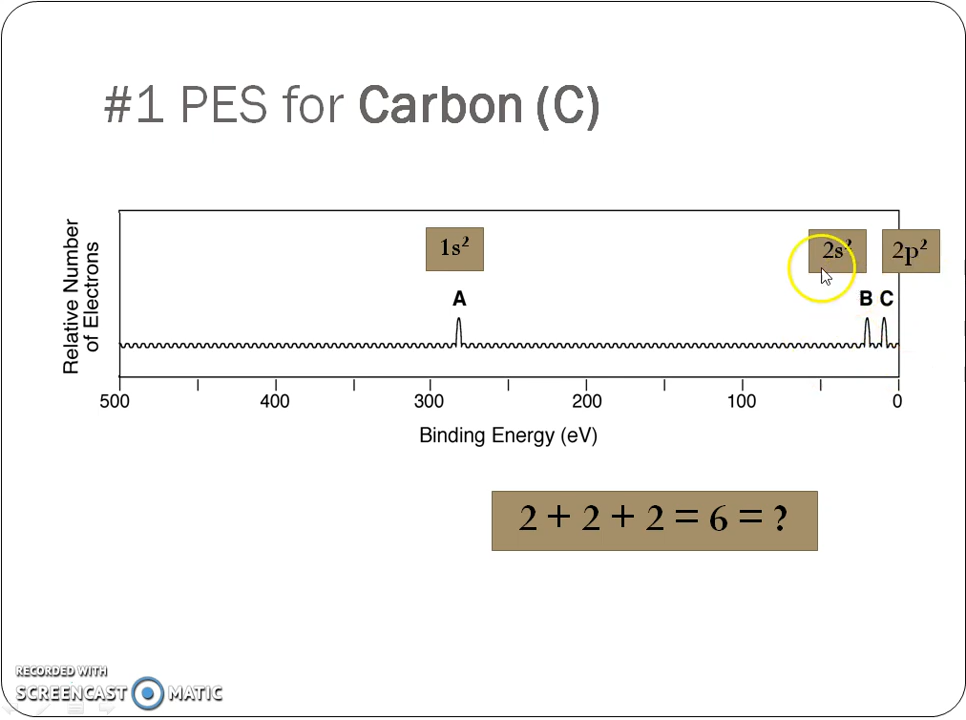 #1 PES for Carbon (C)
Relative Number
of Electrons
1s²
2s²
2p²
A
B C
500 400 300 200 100 0
Binding Energy (eV)
2 + 2 + 2 = 6 = ?
RECORDED WITH
SCREENCAST MATIC